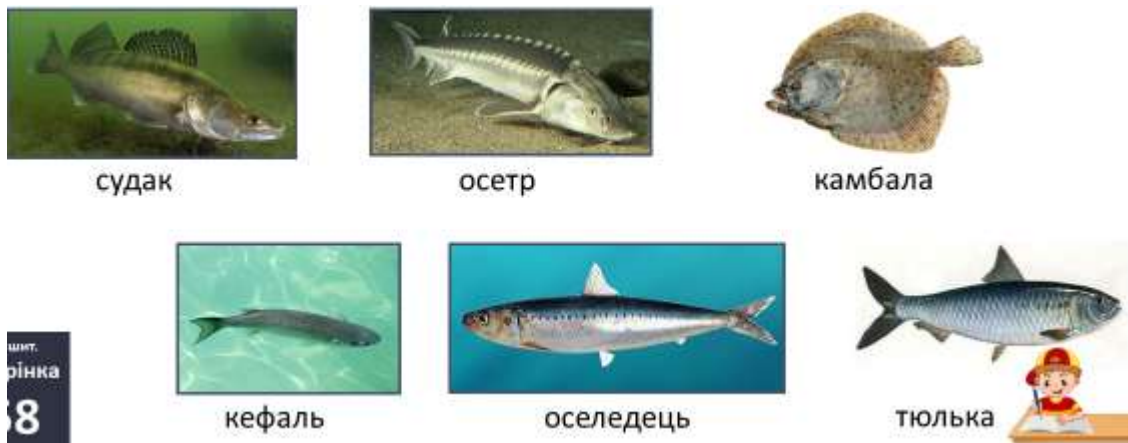 судак
осетр
камбала
кефаль
оселедець
тюлька